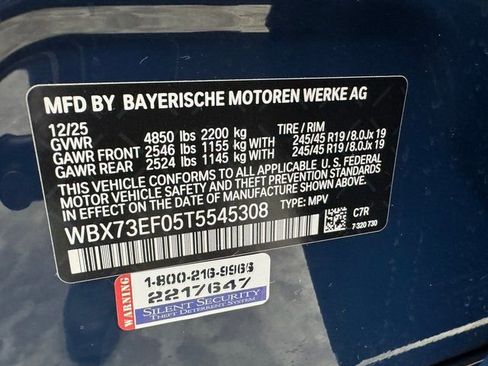 MFD BY BAYERISCHE MOTOREN WERKE AG
12/25
GVWR 4850 lbs 2200 kg TIRE / RIM
GAWR FRONT 2546 lbs 1155 kg WITH 245/45 R19 / 8.0Jx 19
GAWR REAR 2524 lbs 1145 kg WITH 245/45 R19 / 8.0Jx 19
THIS VEHICLE CONFORMS TO ALL APPLICABLE U.S. FEDERAL
MOTOR VEHICLE SAFETY AND THEFT PREVENTION STANDARDS
IN EFFECT ON THE DATE OF MANUFACTURE SHOWN ABOVE.
WBX73EF05T5545308 TYPE: MPV
C7R
7 320 730
WARNING
1-800-216-9966
2217647
SILENT SECURITY
THEFT DETERRENT SYSTEM